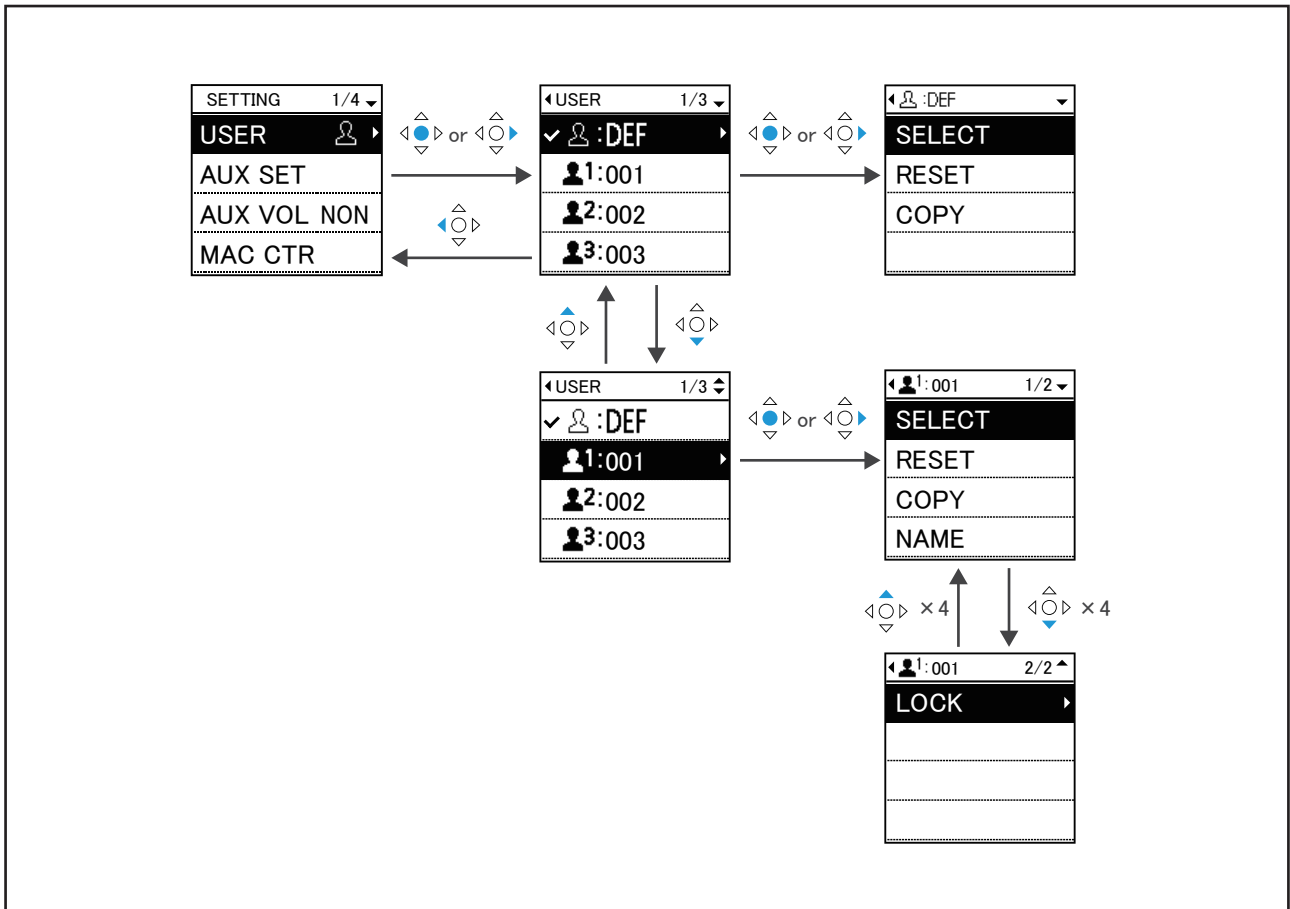 SETTING 1/4
USER
AUX SET
AUX VOL NON
MAC CTR
or
USER 1/3
:DEF
1:001
2:002
3:003
or
:DEF
SELECT
RESET
COPY
USER 1/3
:DEF
1:001
2:002
3:003
or
1:001 1/2
SELECT
RESET
COPY
NAME
×4
×4
1:001 2/2
LOCK